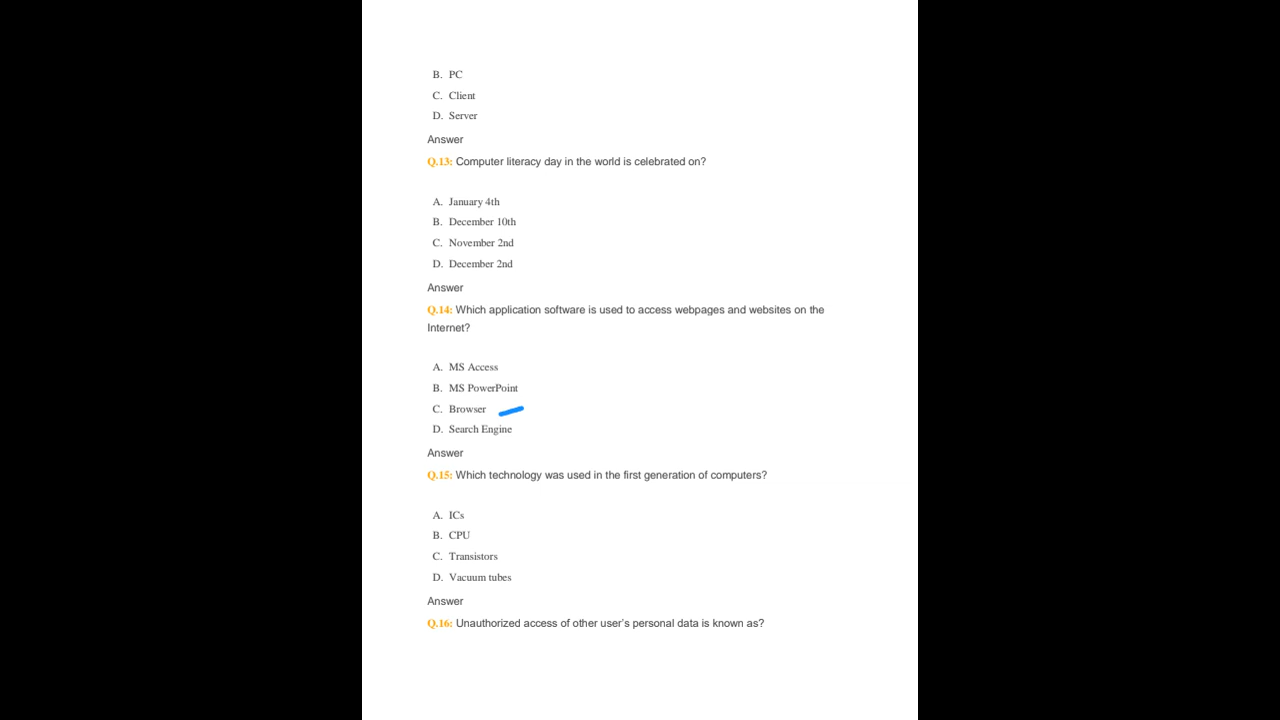 B. PC
C. Client
D. Server
Answer
Q.13: Computer literacy day in the world is celebrated on?
A. January 4th
B. December 10th
C. November 2nd
D. December 2nd
Answer
Q.14: Which application software is used to access webpages and websites on the
Internet?
A. MS Access
B. MS PowerPoint
C. Browser
D. Search Engine
Answer
Q.15: Which technology was used in the first generation of computers?
A. ICs
B. CPU
C. Transistors
D. Vacuum tubes
Answer
Q.16: Unauthorized access of other user’s personal data is known as?